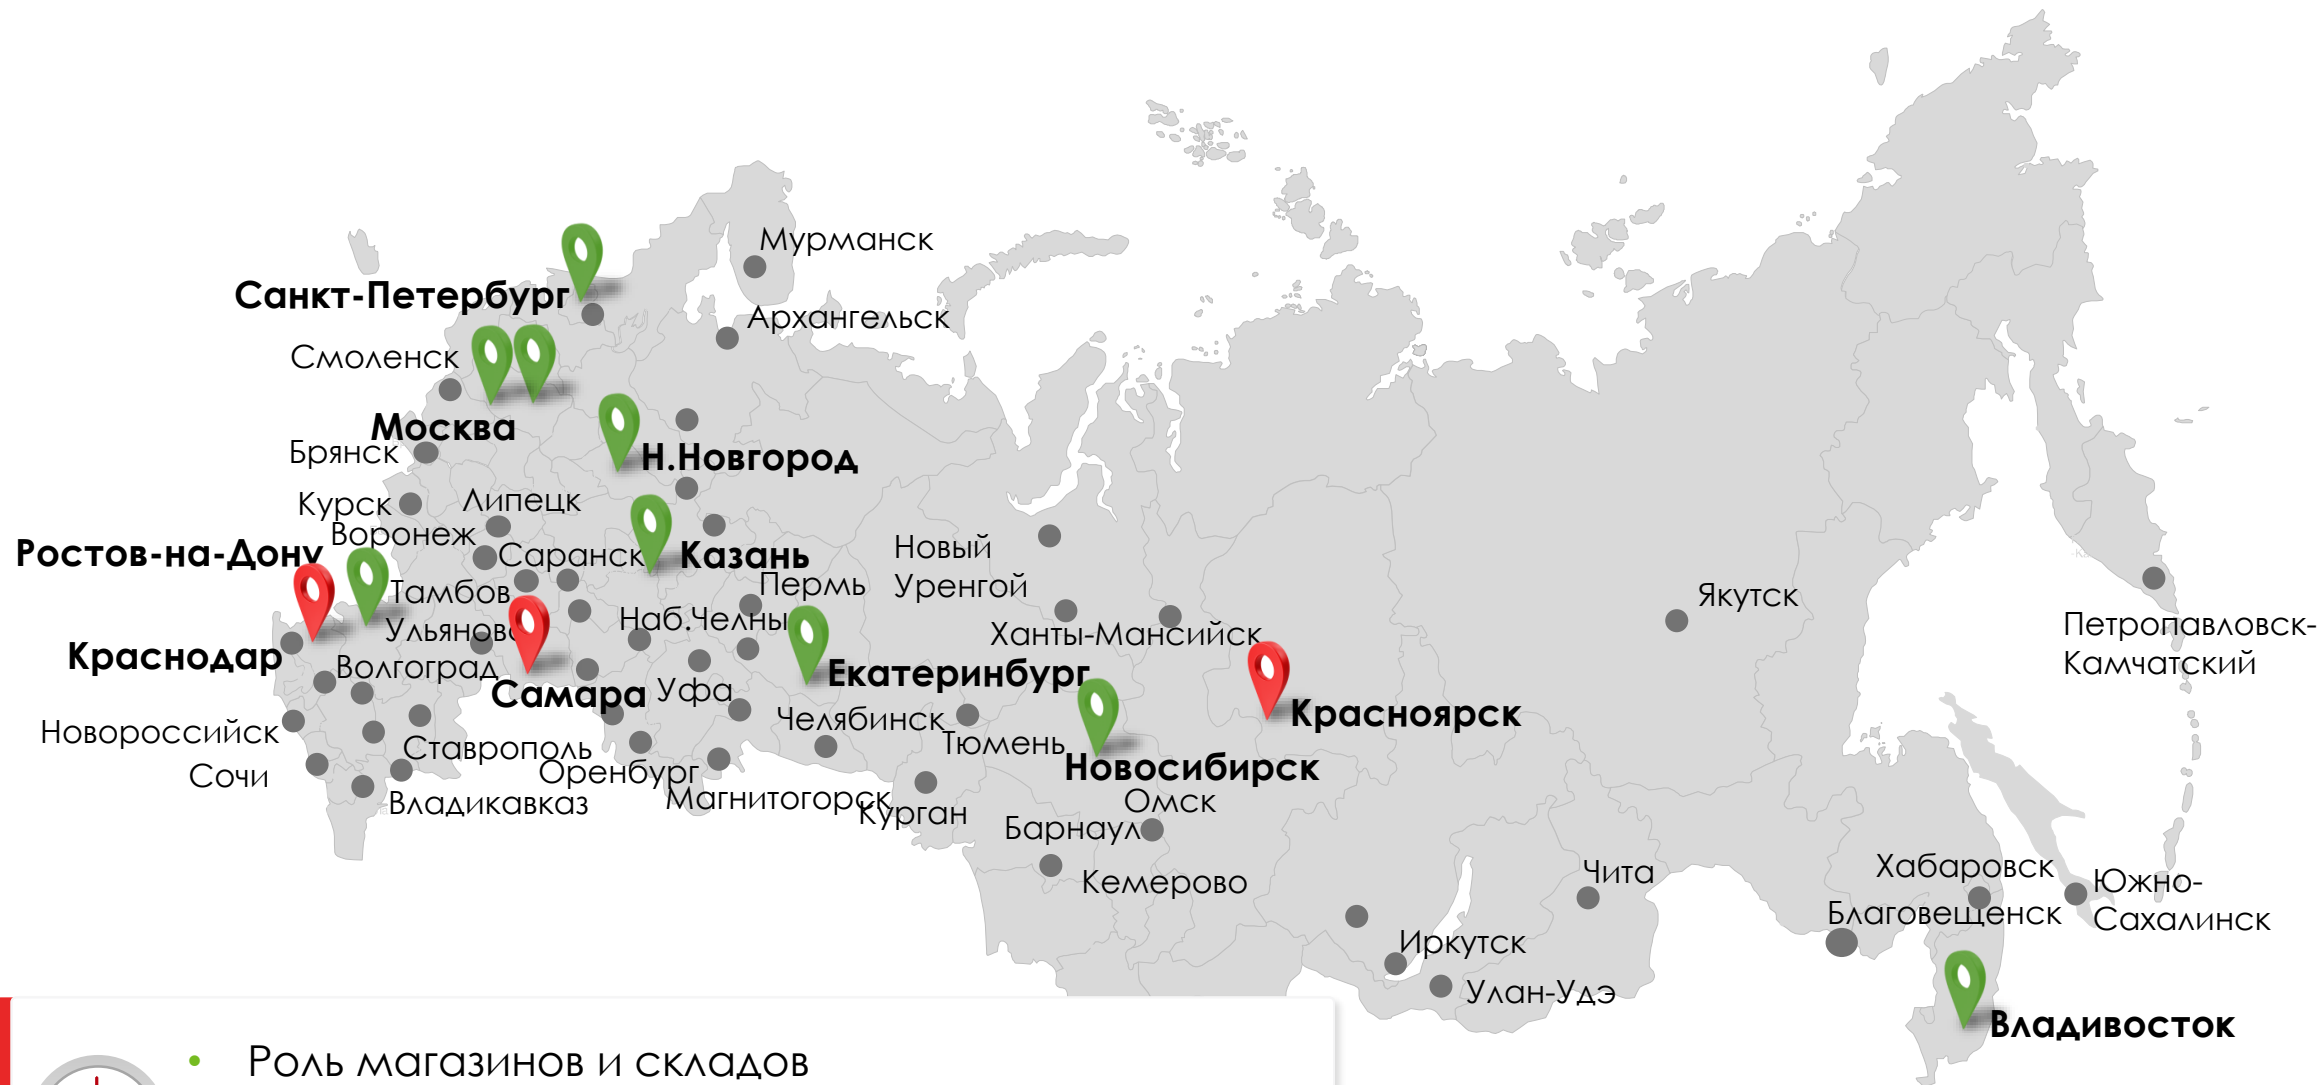 Мурманск
Санкт-Петербург
Архангельск
Смоленск
Москва
Брянск
Н.Новгород
Курск
Липецк
Воронеж
Ростов-на-Дону
Саранск
Казань
Новый
Уренгой
Пермь
Тамбов
Якутск
Наб.Челны
Ульяновс
Ханты-Мансийск
Петропавловск-
Камчатский
Краснодар
Волгоград
Екатеринбург
Самара
Уфа
Красноярск
Челябинск
Новороссийск
Тюмень
Ставрополь
Новосибирск
Сочи
Оренбург
Магнитогорск
Владикавказ
Курган
Омск
Барнаул
Кемерово
Чита
Хабаровск
Южно-
Сахалинск
Благовещенск
Иркутск
Улан-Удэ
Владивосток
• Роль магазинов и складов